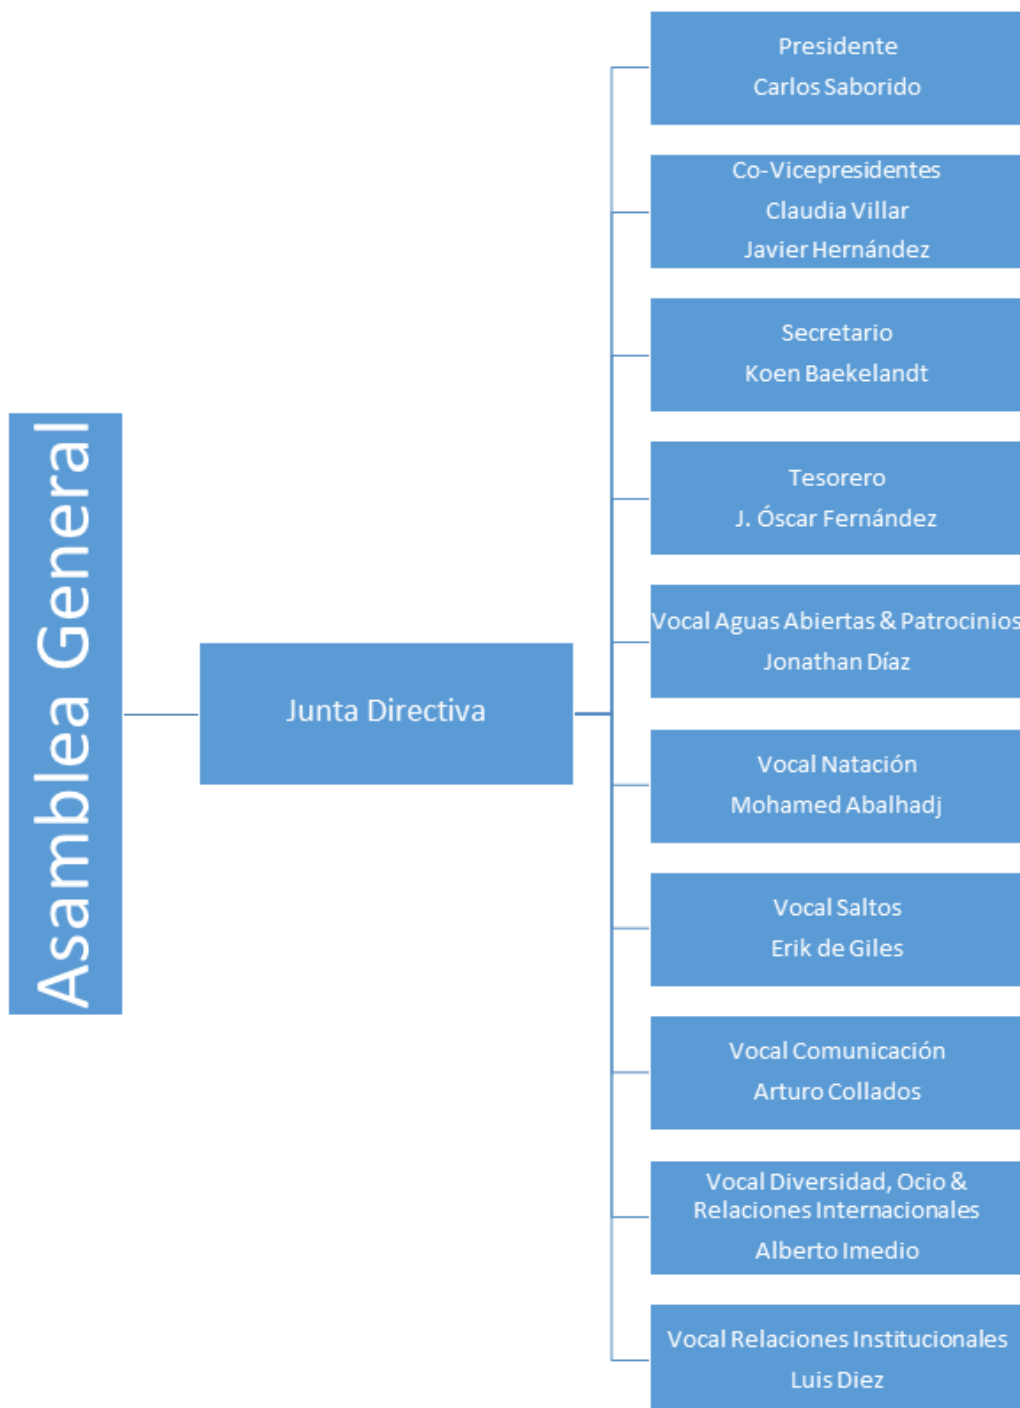 Asamblea General
Junta Directiva
Presidente
Carlos Saborido
Co-Vicepresidentes
Claudia Villar
Javier Hernández
Secretario
Koen Baekelandt
Tesorero
J. Óscar Fernández
Vocal Aguas Abiertas & Patrocinios
Jonathan Díaz
Vocal Natación
Mohamed Abalhadj
Vocal Saltos
Erik de Giles
Vocal Comunicación
Arturo Collados
Vocal Diversidad, Ocio &
Relaciones Internacionales
Alberto Imedio
Vocal Relaciones Institucionales
Luis Diez